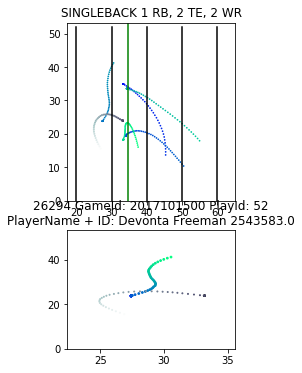 SINGLEBACK 1 RB, 2 TE, 2 WR
50
40
30
20
10
0
20 30 40 50 60
26294 GameId: 2017101500 PlayId: 52
PlayerName + ID: Devonta Freeman 2543583.0
40
20
0
25 30 35